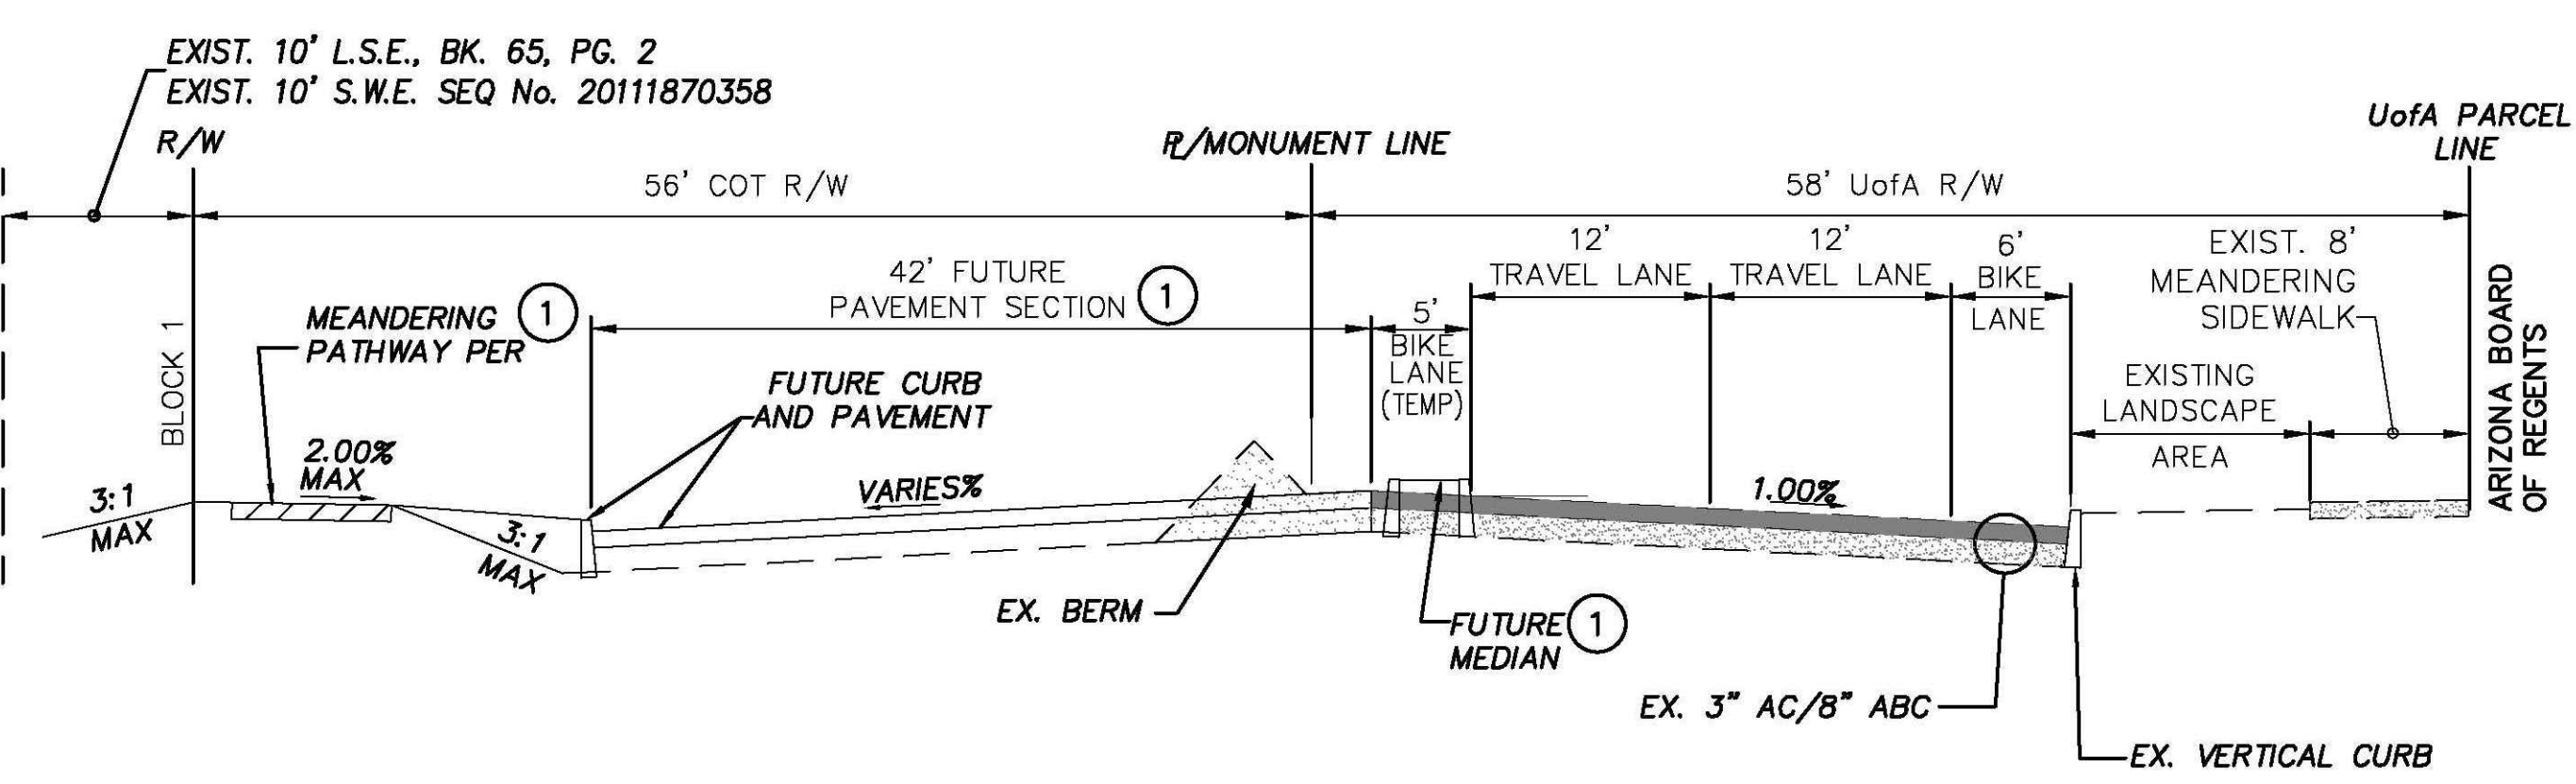 EXIST. 10' L.S.E., BK. 65, PG. 2
EXIST. 10' S.W.E. SEQ No. 20111870358
R/W
56' COT R/W
PL/MONUMENT LINE
58' UofA R/W
UofA PARCEL
LINE
BLOCK 1
MEANDERING
PATHWAY PER
1
42' FUTURE
PAVEMENT SECTION
1
5'
BIKE
LANE
(TEMP)
12'
TRAVEL LANE
12'
TRAVEL LANE
6'
BIKE
LANE
EXIST. 8'
MEANDERING
SIDEWALK
EXISTING
LANDSCAPE
AREA
ARIZONA BOARD
OF REGENTS
FUTURE CURB
AND PAVEMENT
3:1
MAX
2.00%
MAX
3:1
MAX
VARIES%
1.00%
EX. BERM
FUTURE
MEDIAN
1
EX. 3" AC/8" ABC
EX. VERTICAL CURB